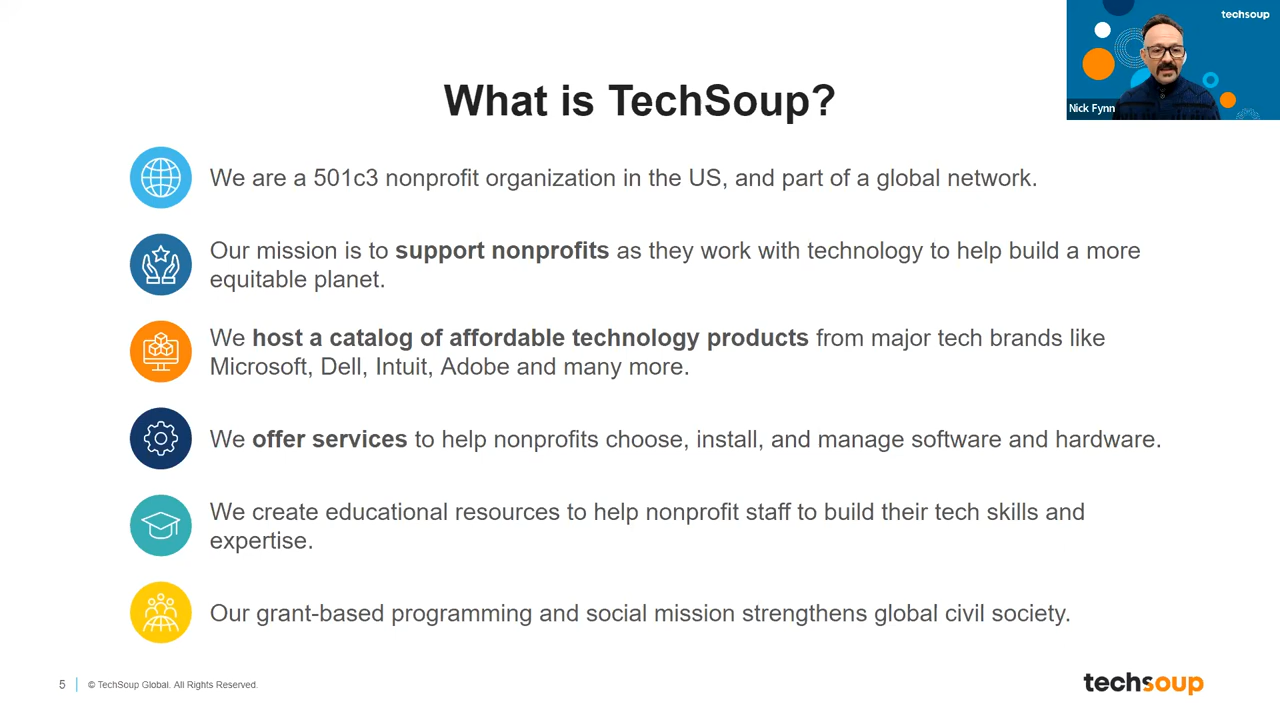 techsoup
Nick Fynn
What is TechSoup?
We are a 501c3 nonprofit organization in the US, and part of a global network.
Our mission is to support nonprofits as they work with technology to help build a more
equitable planet.
We host a catalog of affordable technology products from major tech brands like
Microsoft, Dell, Intuit, Adobe and many more.
We offer services to help nonprofits choose, install, and manage software and hardware.
We create educational resources to help nonprofit staff to build their tech skills and
expertise.
Our grant-based programming and social mission strengthens global civil society.
5 | © TechSoup Global. All Rights Reserved.
techsoup